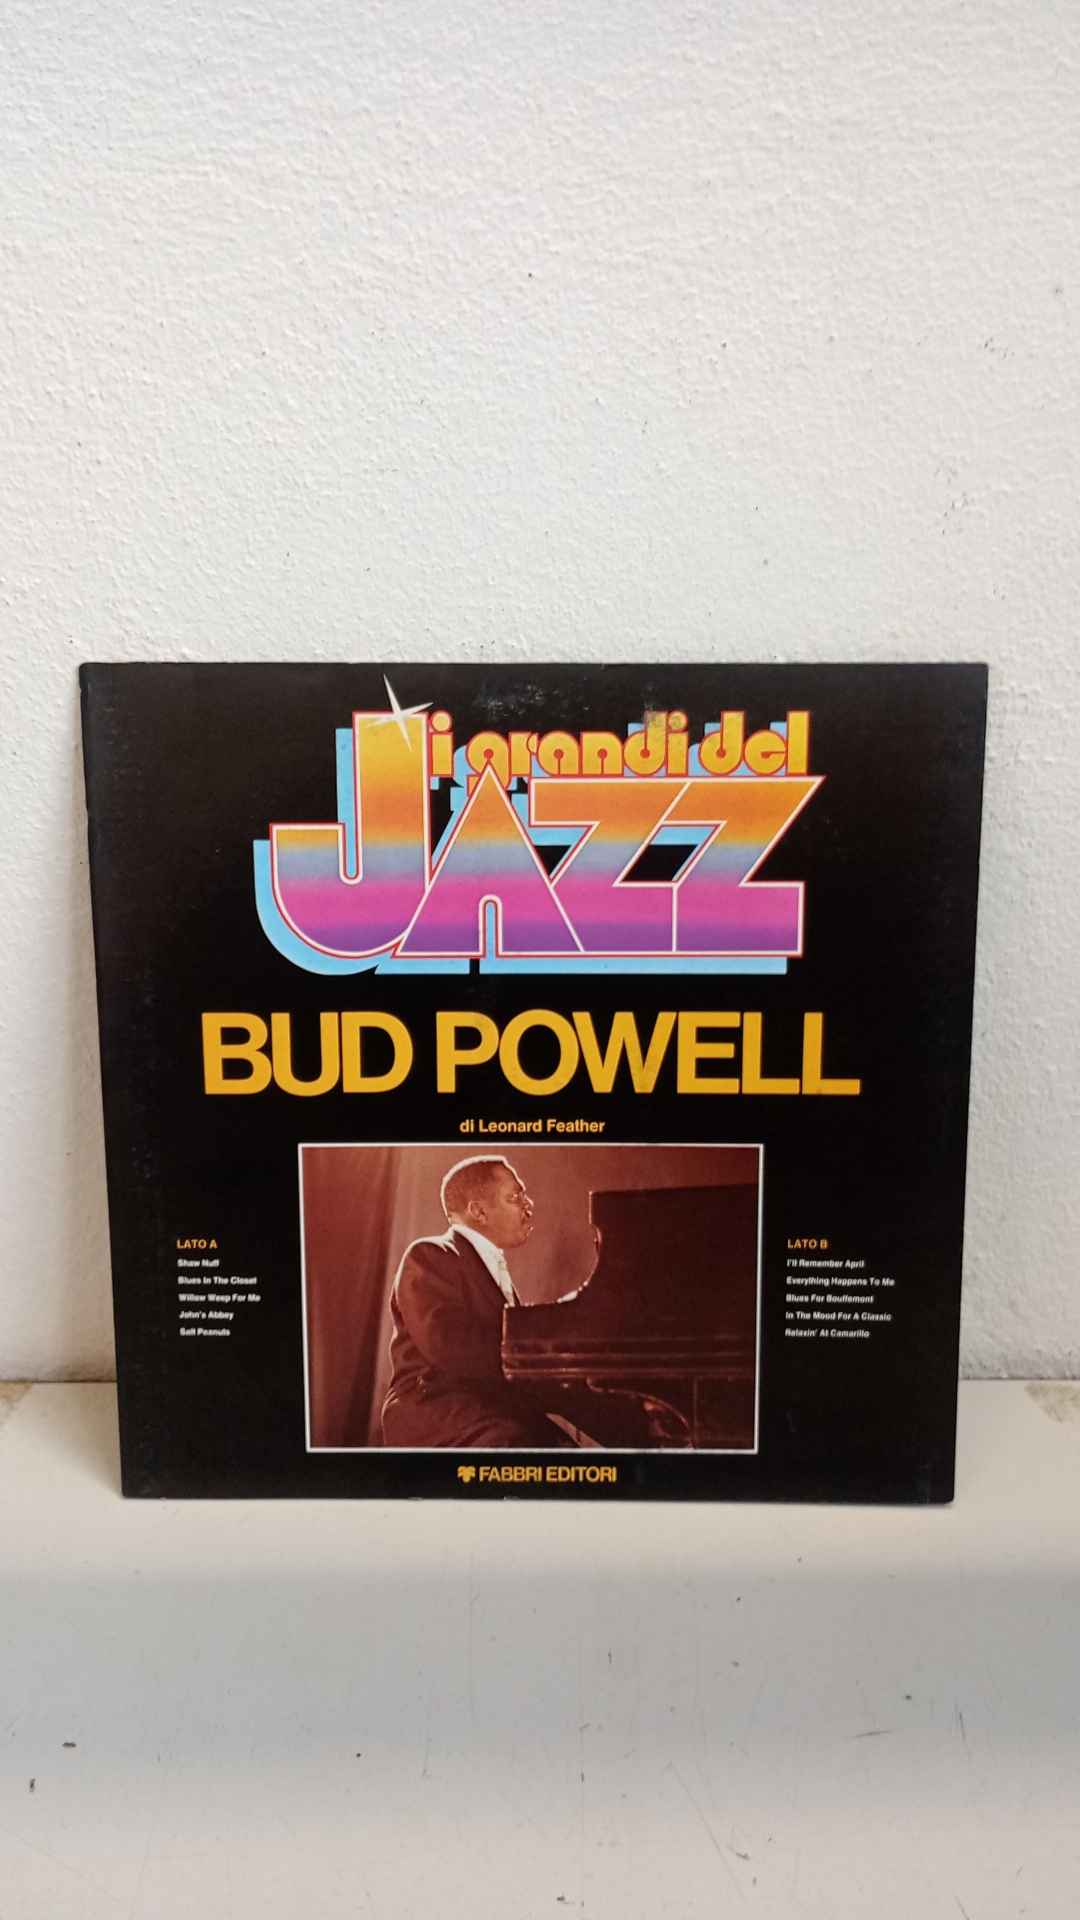 i grandi del
JAZZ
BUD POWELL
di Leonard Feather
LATO A
Shaw Nuff
Blues In The Closet
Willow Weep For Me
John's Abbey
Salt Peanuts
LATO B
I'll Remember April
Everything Happens To Me
Blues For Bouffemont
In The Mood For A Classic
Relaxin' At Camarillo
FABBRI EDITORI